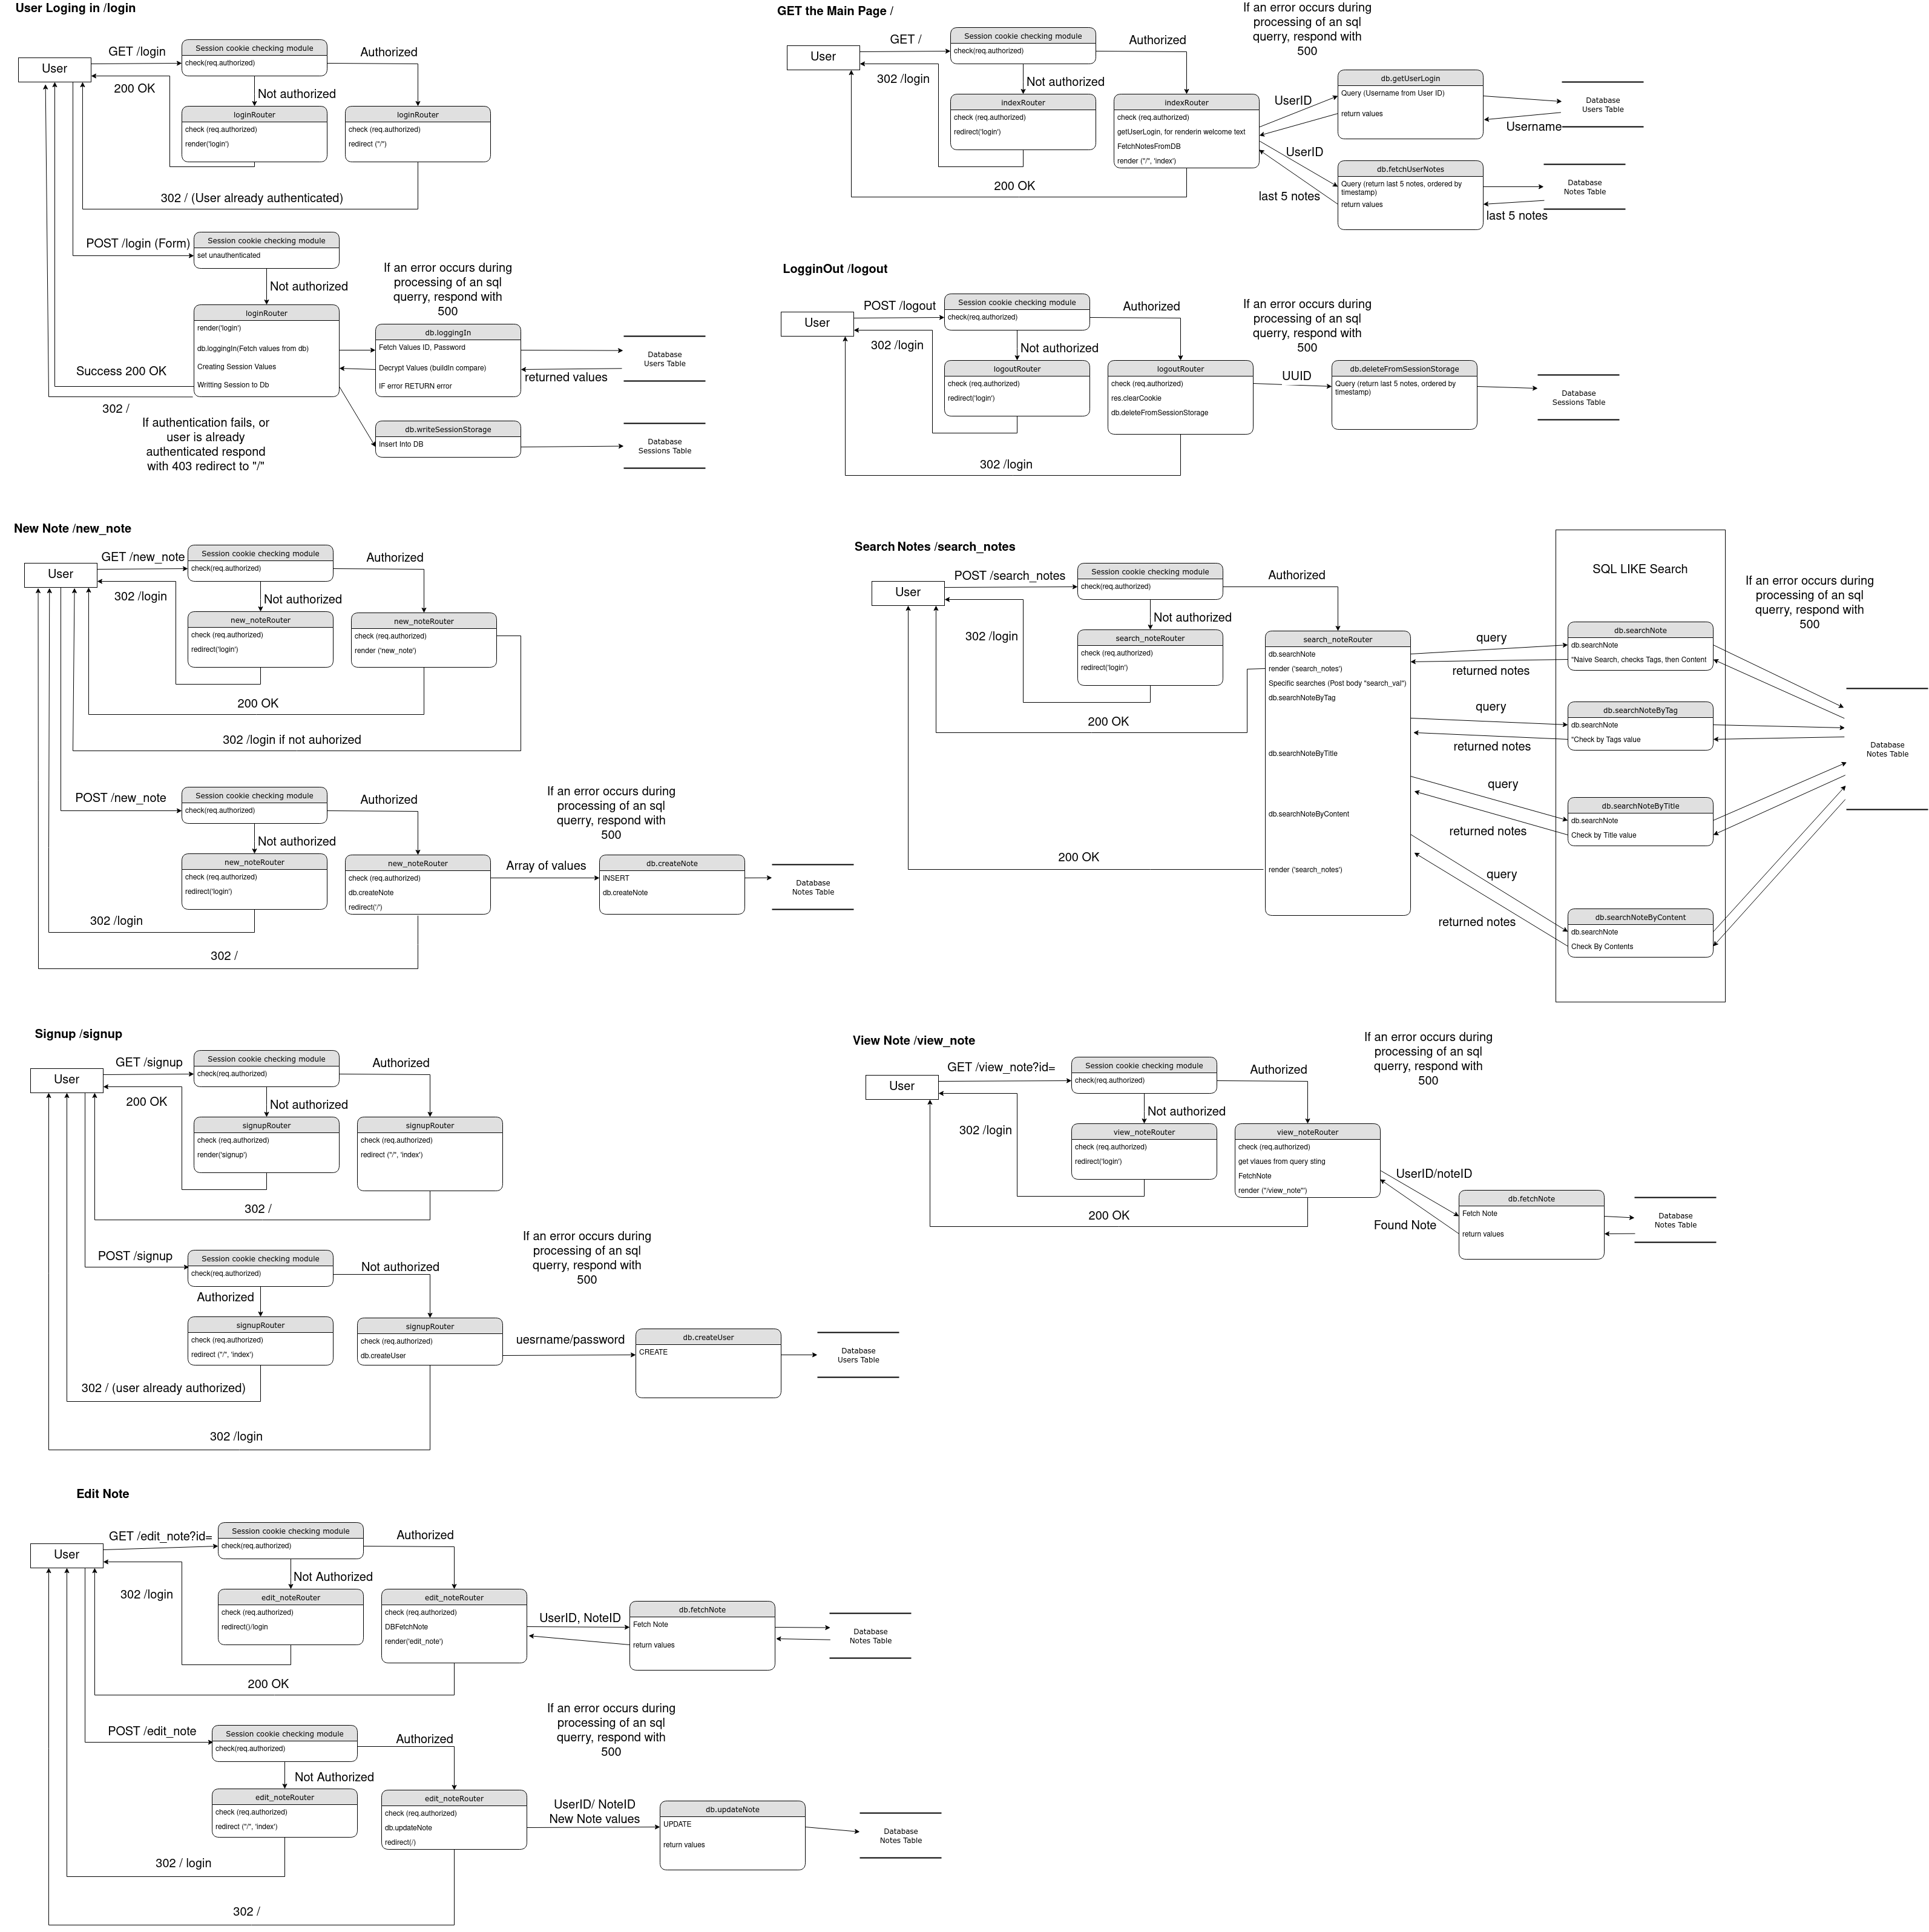 User Loging in /login
User
GET /login
200 OK
Session cookie checking module
check(req.authorized)
Authorized
Not authorized
loginRouter
check (req.authorized)
render('login')
loginRouter
check (req.authorized)
redirect ("/")
302 / (User already authenticated)
POST /login (Form)
Session cookie checking module
set unauthenticated
Not authorized
If an error occurs during
processing of an sql
querry, respond with
500
loginRouter
render('login')
db.loggingIn(Fetch values from db)
Creating Session Values
Writting Session to Db
db.loggingIn
Fetch Values ID, Password
Decrypt Values (buildIn compare)
IF error RETURN error
returned values
Database
Users Table
Success 200 OK
302 /
If authentication fails, or
user is already
authenticated respond
with 403 redirect to "/"
db.writeSessionStorage
Insert Into DB
Database
Sessions Table
GET the Main Page /
User
GET /
302 /login
Session cookie checking module
check(req.authorized)
Authorized
Not authorized
If an error occurs during
processing of an sql
querry, respond with
500
indexRouter
check (req.authorized)
redirect('login')
indexRouter
check (req.authorized)
getUserLogin, for renderin welcome text
FetchNotesFromDB
render ("/", 'index')
200 OK
UserID
db.getUserLogin
Query (Username from User ID)
return values
Database
Users Table
Username
UserID
last 5 notes
db.fetchUserNotes
Query (return last 5 notes, ordered by
timestamp)
return values
Database
Notes Table
last 5 notes
LogginOut /logout
User
POST /logout
302 /login
Session cookie checking module
check(req.authorized)
Authorized
Not authorized
If an error occurs during
processing of an sql
querry, respond with
500
logoutRouter
check (req.authorized)
redirect('login')
logoutRouter
check (req.authorized)
res.clearCookie
db.deleteFromSessionStorage
UUID
db.deleteFromSessionStorage
Query (return last 5 notes, ordered by
timestamp)
Database
Sessions Table
302 /login
New Note /new_note
User
GET /new_note
302 /login
Session cookie checking module
check(req.authorized)
Authorized
Not authorized
new_noteRouter
check (req.authorized)
redirect('login')
new_noteRouter
check (req.authorized)
render ('new_note')
200 OK
302 /login if not auhorized
POST /new_note
Session cookie checking module
check(req.authorized)
Authorized
Not authorized
If an error occurs during
processing of an sql
querry, respond with
500
new_noteRouter
check (req.authorized)
redirect('login')
new_noteRouter
check (req.authorized)
db.createNote
redirect('/')
Array of values
db.createNote
INSERT
db.createNote
Database
Notes Table
302 /login
302 /
Search Notes /search_notes
User
POST /search_notes
302 /login
Session cookie checking module
check(req.authorized)
Authorized
Not authorized
search_noteRouter
check (req.authorized)
redirect('login')
200 OK
search_noteRouter
db.searchNote
render ('search_notes')
Specific searches (Post body "search_val")
db.searchNoteByTag
db.searchNoteByTitle
db.searchNoteByContent
render ('search_notes')
200 OK
query
returned notes
query
returned notes
query
returned notes
query
returned notes
SQL LIKE Search
db.searchNote
db.searchNote
"Naive Search, checks Tags, then Content
db.searchNoteByTag
db.searchNote
"Check by Tags value
db.searchNoteByTitle
db.searchNote
Check by Title value
db.searchNoteByContent
db.searchNote
Check By Contents
If an error occurs during
processing of an sql
querry, respond with
500
Database
Notes Table
Signup /signup
User
GET /signup
200 OK
Session cookie checking module
check(req.authorized)
Authorized
Not authorized
signupRouter
check (req.authorized)
render('signup')
signupRouter
check (req.authorized)
redirect ("/", 'index')
302 /
POST /signup
Session cookie checking module
check(req.authorized)
Not authorized
Authorized
If an error occurs during
processing of an sql
querry, respond with
500
signupRouter
check (req.authorized)
redirect ("/", 'index')
signupRouter
check (req.authorized)
db.createUser
uesrname/password
db.createUser
CREATE
Database
Users Table
302 / (user already authorized)
302 /login
View Note /view_note
User
GET /view_note?id=
302 /login
Session cookie checking module
check(req.authorized)
Authorized
Not authorized
If an error occurs during
processing of an sql
querry, respond with
500
view_noteRouter
check (req.authorized)
redirect('login')
view_noteRouter
check (req.authorized)
get vlaues from query sting
FetchNote
render ("/view_note'")
200 OK
UserID/noteID
Found Note
db.fetchNote
Fetch Note
return values
Database
Notes Table
Edit Note
User
GET /edit_note?id=
302 /login
Session cookie checking module
check(req.authorized)
Authorized
Not Authorized
edit_noteRouter
check (req.authorized)
redirect()/login
edit_noteRouter
check (req.authorized)
DBFetchNote
render('edit_note')
UserID, NoteID
db.fetchNote
Fetch Note
return values
Database
Notes Table
200 OK
POST /edit_note
Session cookie checking module
check(req.authorized)
Authorized
Not Authorized
If an error occurs during
processing of an sql
querry, respond with
500
edit_noteRouter
check (req.authorized)
redirect ("/", 'index')
edit_noteRouter
check (req.authorized)
db.updateNote
redirect(/)
UserID/ NoteID
New Note values
db.updateNote
UPDATE
return values
Database
Notes Table
302 / login
302 /